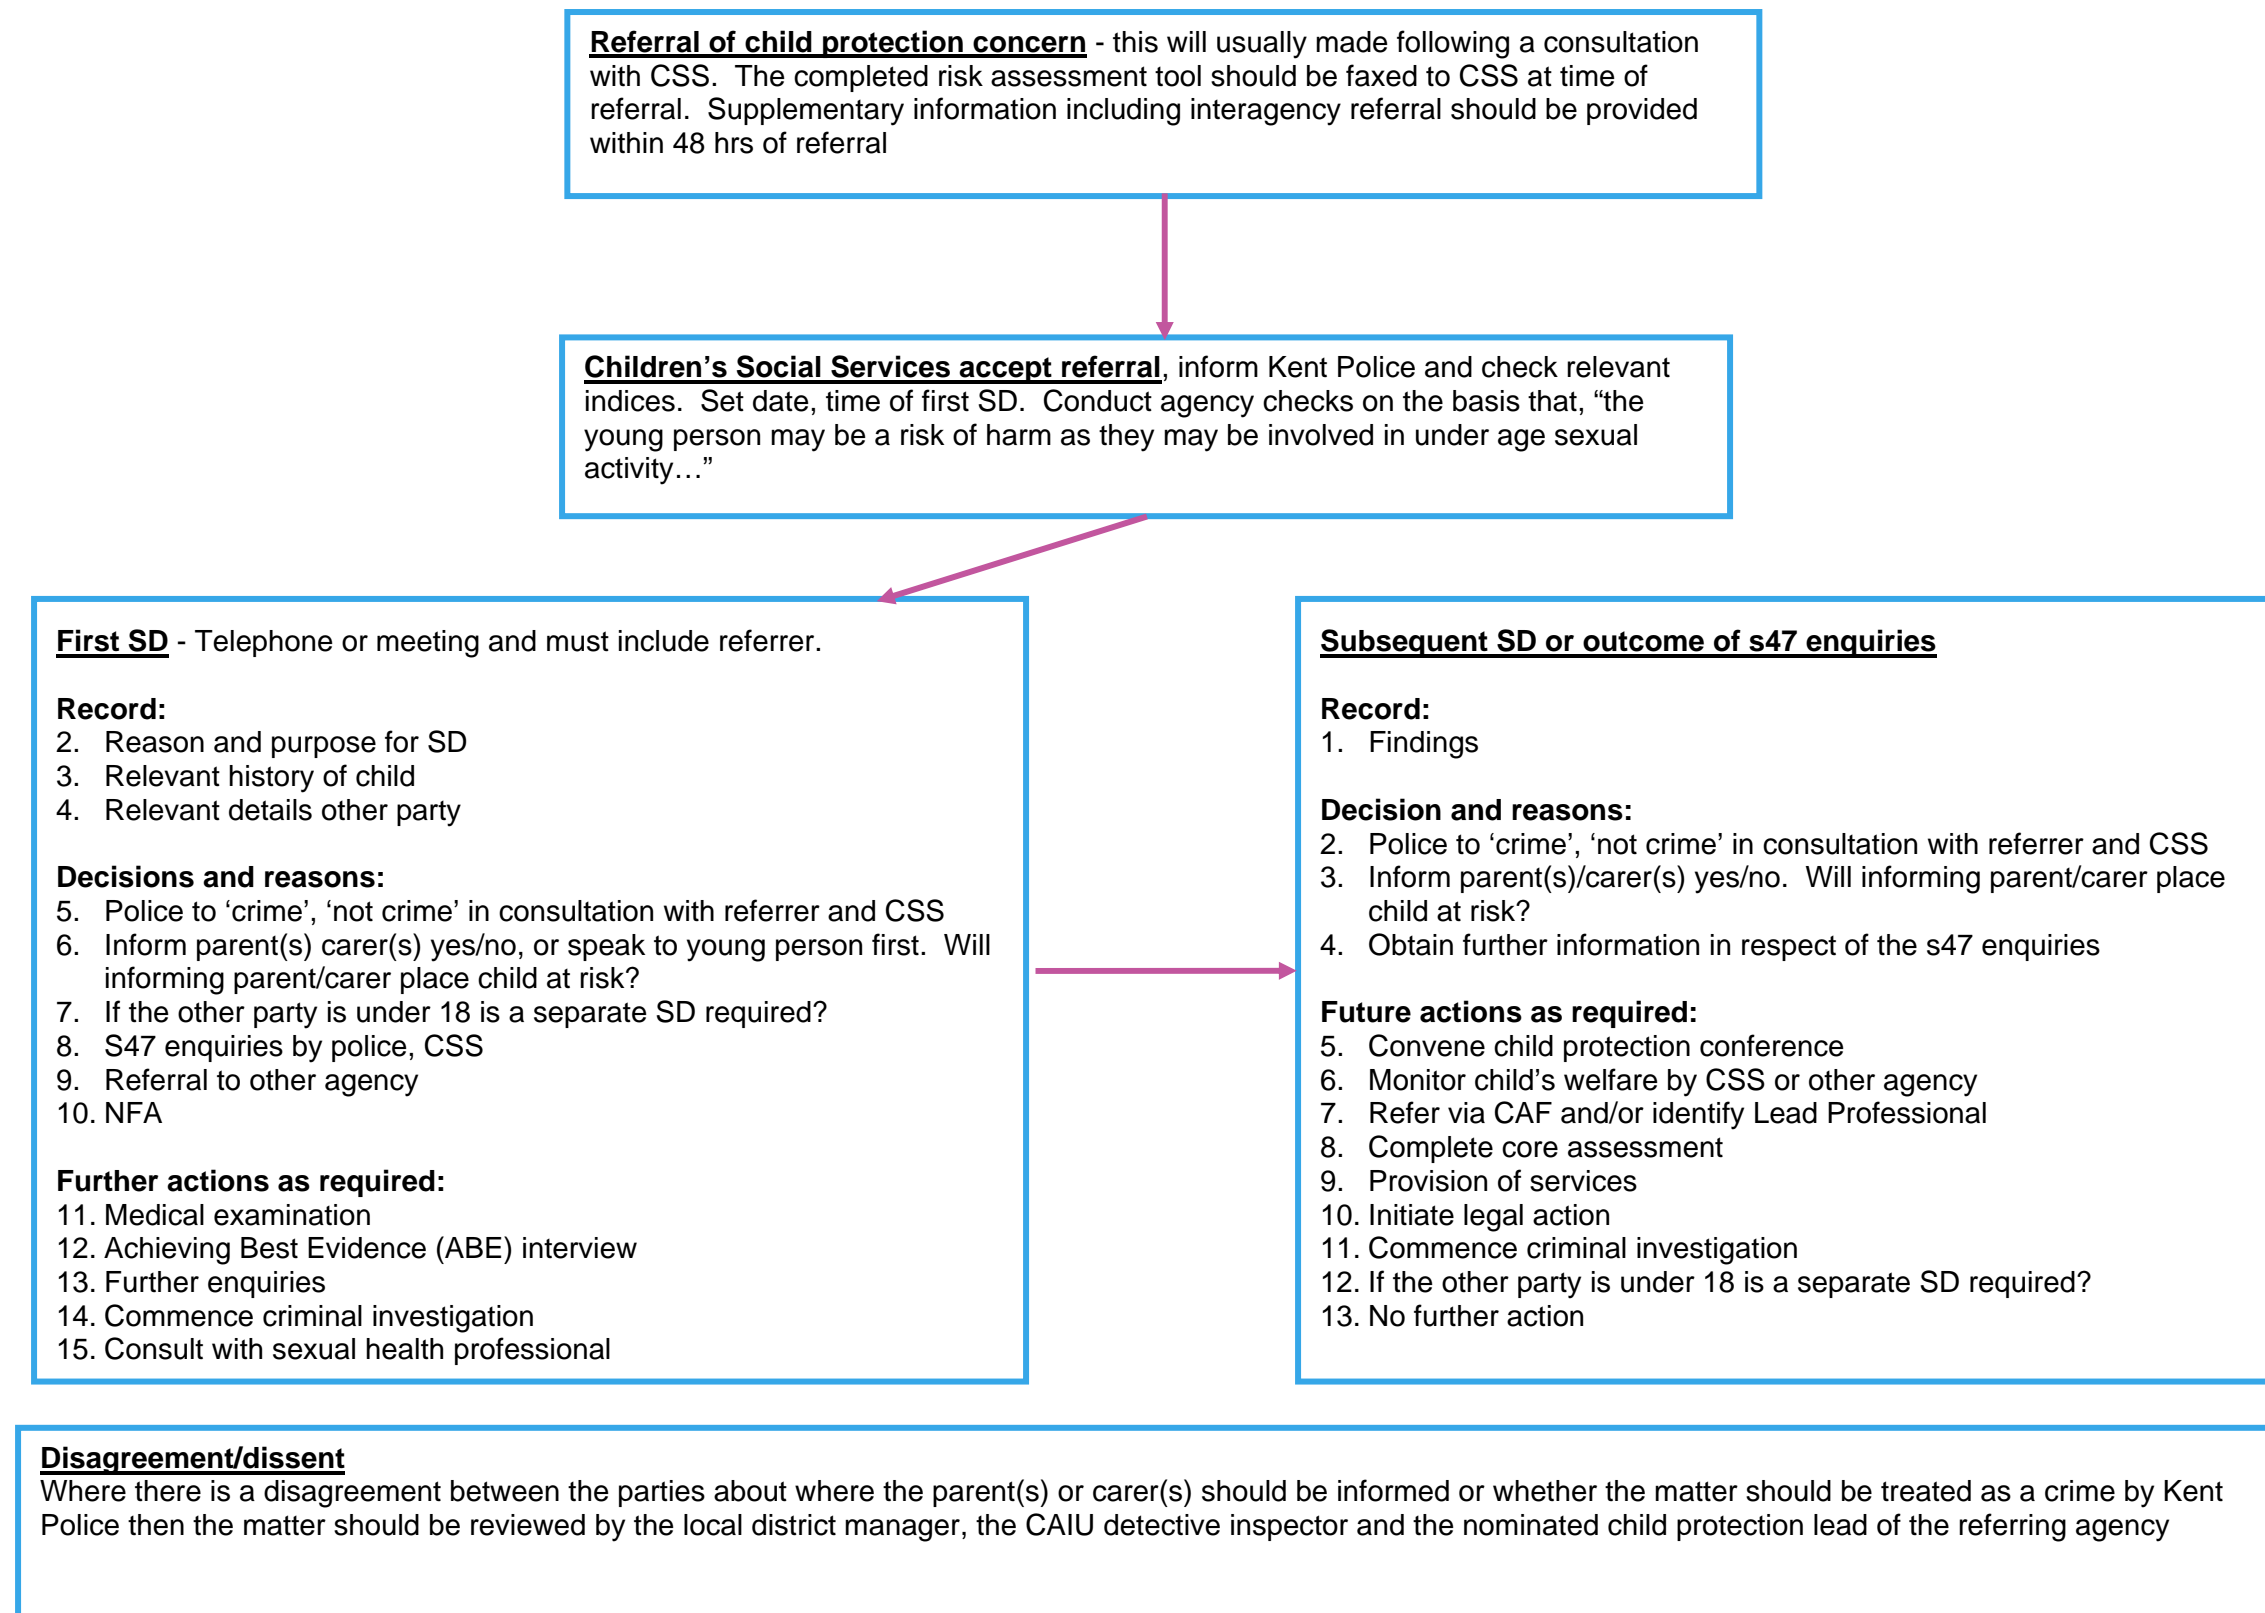 Referral of child protection concern - this will usually made following a consultation
with CSS. The completed risk assessment tool should be faxed to CSS at time of
referral. Supplementary information including interagency referral should be provided
within 48 hrs of referral
Children’s Social Services accept referral, inform Kent Police and check relevant
indices. Set date, time of first SD. Conduct agency checks on the basis that, “the
young person may be a risk of harm as they may be involved in under age sexual
activity…”
First SD - Telephone or meeting and must include referrer.
Record:
2. Reason and purpose for SD
3. Relevant history of child
4. Relevant details other party
Decisions and reasons:
5. Police to ‘crime’, ‘not crime’ in consultation with referrer and CSS
6. Inform parent(s) carer(s) yes/no, or speak to young person first. Will
informing parent/carer place child at risk?
7. If the other party is under 18 is a separate SD required?
8. S47 enquiries by police, CSS
9. Referral to other agency
10. NFA
Further actions as required:
11. Medical examination
12. Achieving Best Evidence (ABE) interview
13. Further enquiries
14. Commence criminal investigation
15. Consult with sexual health professional
Subsequent SD or outcome of s47 enquiries
Record:
1. Findings
Decision and reasons:
2. Police to ‘crime’, ‘not crime’ in consultation with referrer and CSS
3. Inform parent(s)/carer(s) yes/no. Will informing parent/carer place
child at risk?
4. Obtain further information in respect of the s47 enquiries
Future actions as required:
5. Convene child protection conference
6. Monitor child’s welfare by CSS or other agency
7. Refer via CAF and/or identify Lead Professional
8. Complete core assessment
9. Provision of services
10. Initiate legal action
11. Commence criminal investigation
12. If the other party is under 18 is a separate SD required?
13. No further action
Disagreement/dissent
Where there is a disagreement between the parties about where the parent(s) or carer(s) should be informed or whether the matter should be treated as a crime by Kent
Police then the matter should be reviewed by the local district manager, the CAIU detective inspector and the nominated child protection lead of the referring agency